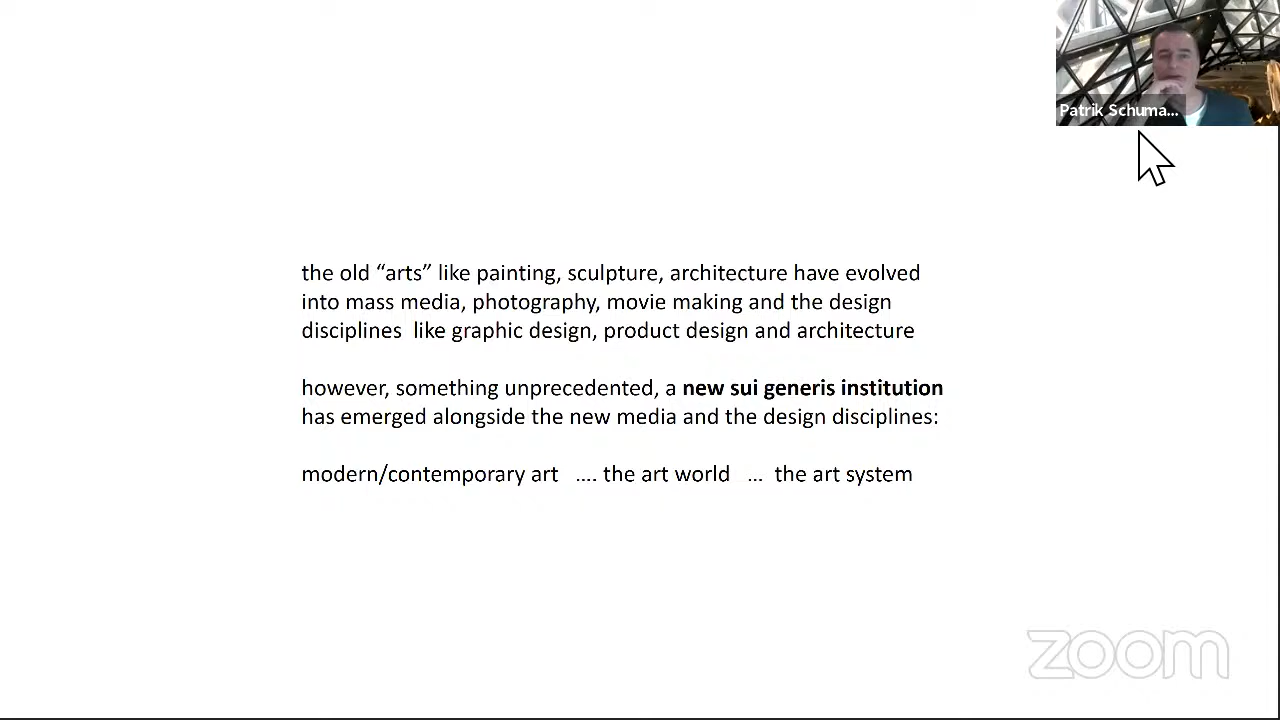 Patrik Schuma...
the old “arts” like painting, sculpture, architecture have evolved
into mass media, photography, movie making and the design
disciplines  like graphic design, product design and architecture
however, something unprecedented, a new sui generis institution
has emerged alongside the new media and the design disciplines:
modern/contemporary art   .... the art world   ...  the art system
zoom